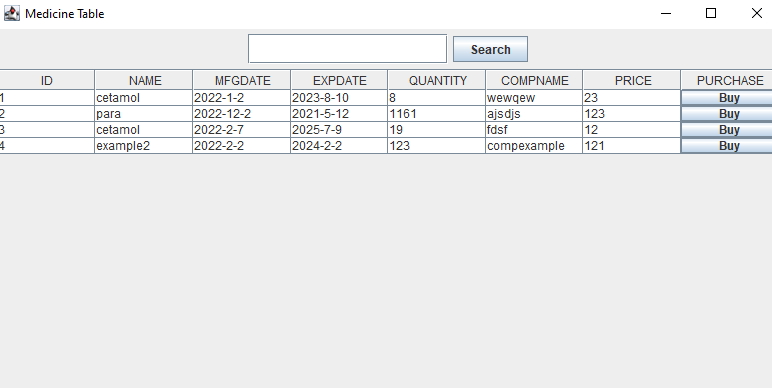 Medicine Table
Search
ID NAME MFGDATE EXPDATE QUANTITY COMPNAME PRICE PURCHASE
1 cetamol 2022-1-2 2023-8-10 8 wewqew 23 Buy
2 para 2022-12-2 2021-5-12 1161 ajsdjs 123 Buy
3 cetamol 2022-2-7 2025-7-9 19 fdsf 12 Buy
4 example2 2022-2-2 2024-2-2 123 compexample 121 Buy